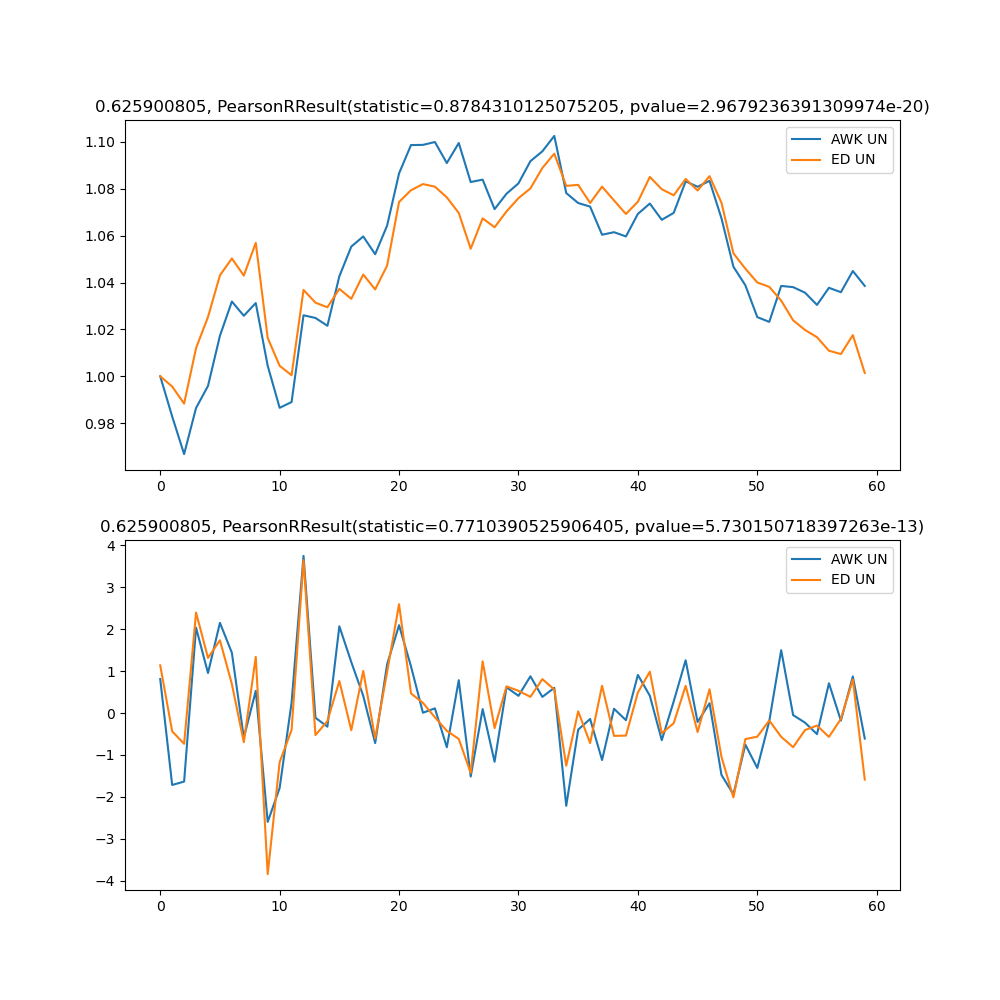 0.625900805, PearsonRResult(statistic=0.8784310125075205, pvalue=2.9679236391309974e-20)
AWK UN
ED UN
1.10
1.08
1.06
1.04
1.02
1.00
0.98
0 10 20 30 40 50 60
0.625900805, PearsonRResult(statistic=0.7710390525906405, pvalue=5.730150718397263e-13)
AWK UN
ED UN
4
3
2
1
0
−1
−2
−3
−4
0 10 20 30 40 50 60